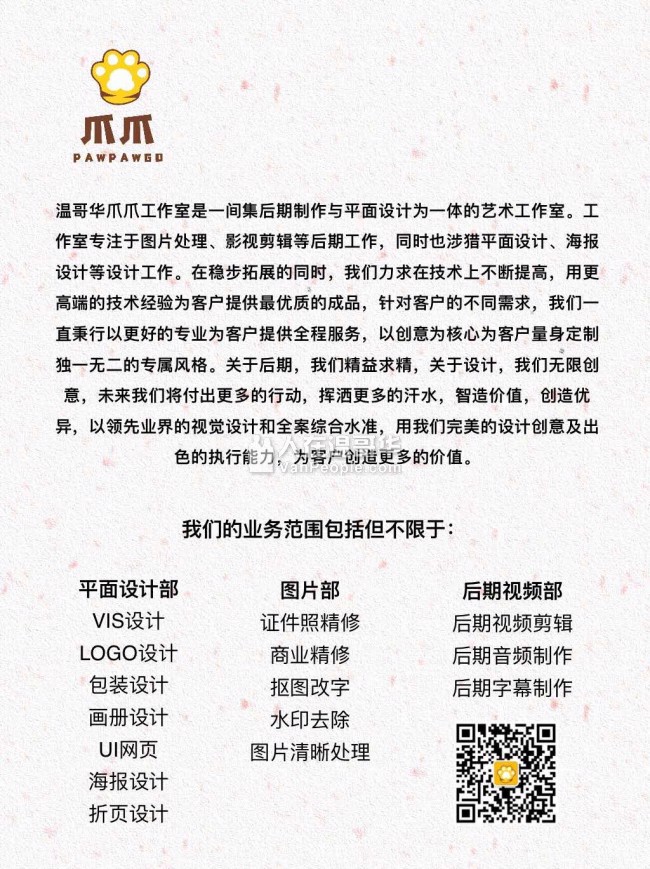 爪爪
PAWPAWGO
温哥华爪爪工作室是一间集后期制作与平面设计为一体的艺术工作室。工
作室专注于图片处理、影视剪辑等后期工作，同时也涉猎平面设计、海报
设计等设计工作。在稳步拓展的同时，我们力求在技术上不断提高，用更
高端的技术经验为客户提供最优质的成品，针对客户的不同需求，我们一
直秉行以更好的专业为客户提供全程服务，以创意为核心为客户量身定制
独一无二的专属风格。关于后期，我们精益求精，关于设计，我们无限创
意，未来我们将付出更多的行动，挥洒更多的汗水，智造价值，创造优
异，以领先业界的视觉设计和全案综合水准，用我们完美的设计创意及出
色的执行能力，为客户创造更多的价值。
人在温哥华
VanPeople.com
我们的业务范围包括但不限于：
平面设计部
VIS设计
LOGO设计
包装设计
画册设计
UI网页
海报设计
折页设计
图片部
证件照精修
商业精修
抠图改字
水印去除
图片清晰处理
后期视频部
后期视频剪辑
后期音频制作
后期字幕制作